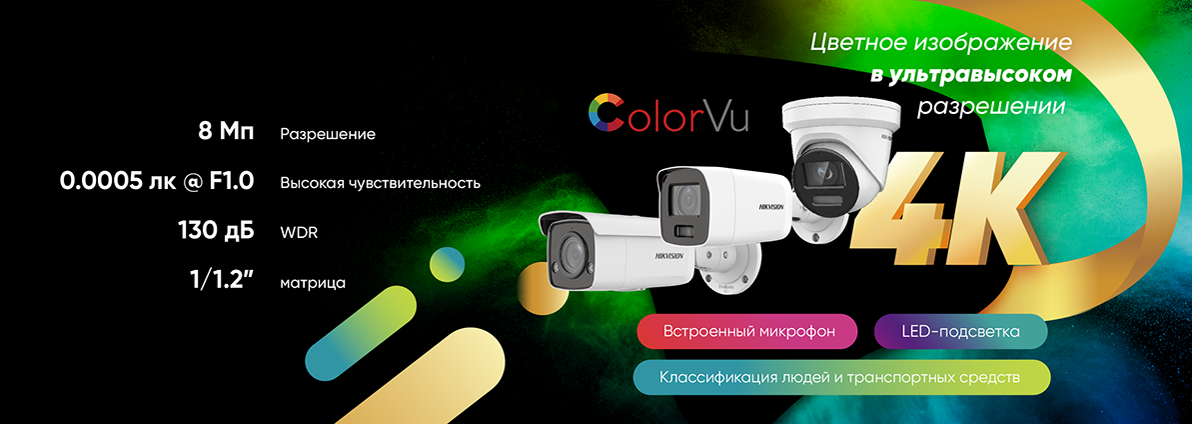 8 Мп Разрешение
0.0005 лк @ F1.0 Высокая чувствительность
130 дБ WDR
1/1.2" матрица
ColorVu
Цветное изображение
в ультравысоком
разрешении
4K
HIKVISION
HIKVISION
Встроенный микрофон
LED-подсветка
Классификация людей и транспортных средств